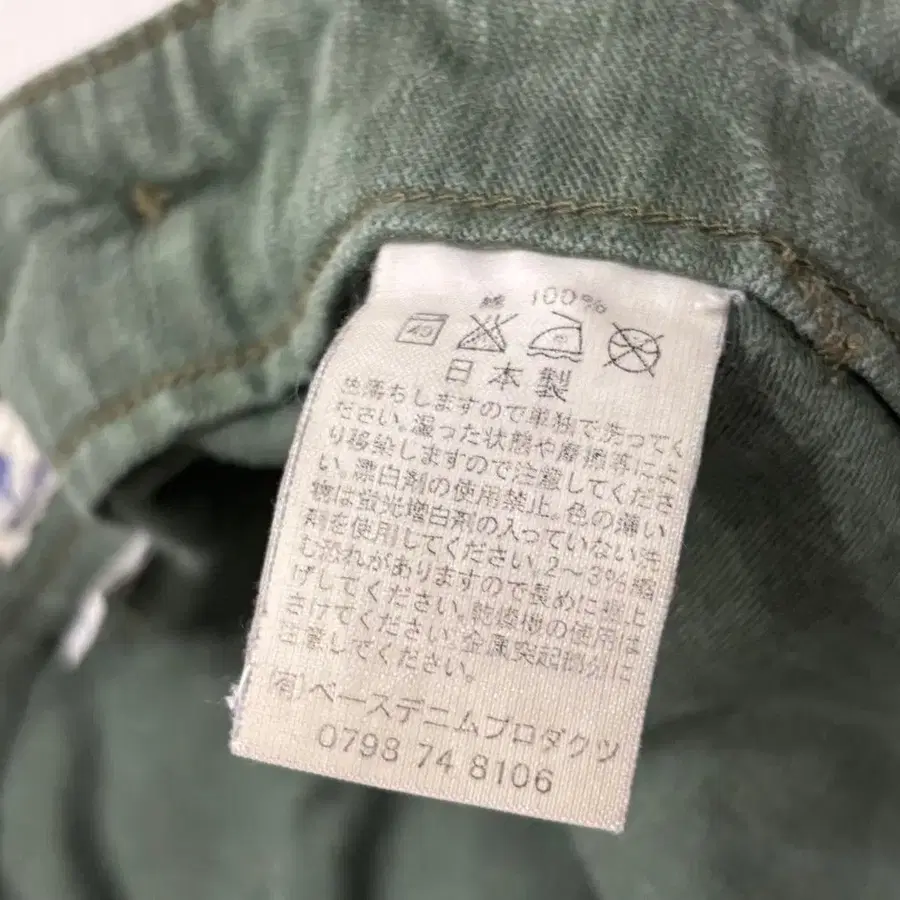 綿 100%
40
日本製
色落ちしますので単独で洗ってく
ださい。湿った状態や摩擦等によ
り移染しますので注意してくださ
い。漂白剤の使用禁止。色の薄い
物は蛍光増白剤の入っていない洗
剤を使用してください。2～3%縮
む恐れがありますので長めに裾上
げしてください。乾燥機の使用は
さけてください。金属突起部分に
注意してください。
(有)ベースデニムプロダクツ
0798 74 8106